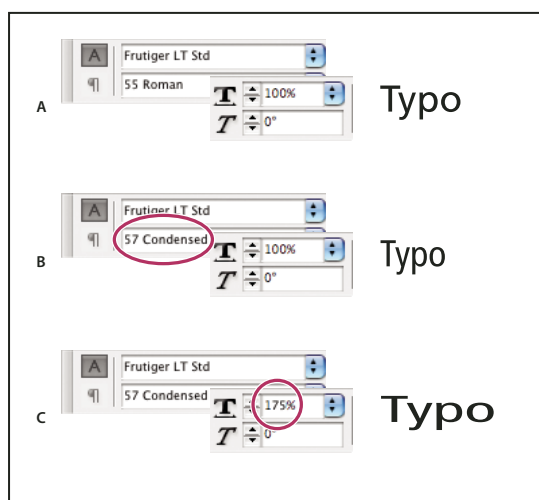 A
Frutiger LT Std
55 Roman
T 100%
T 0°
Typo
A
B
Frutiger LT Std
57 Condensed
T 100%
T 0°
Typo
A
C
Frutiger LT Std
57 Condensed
T 175%
T 0°
Typo
A